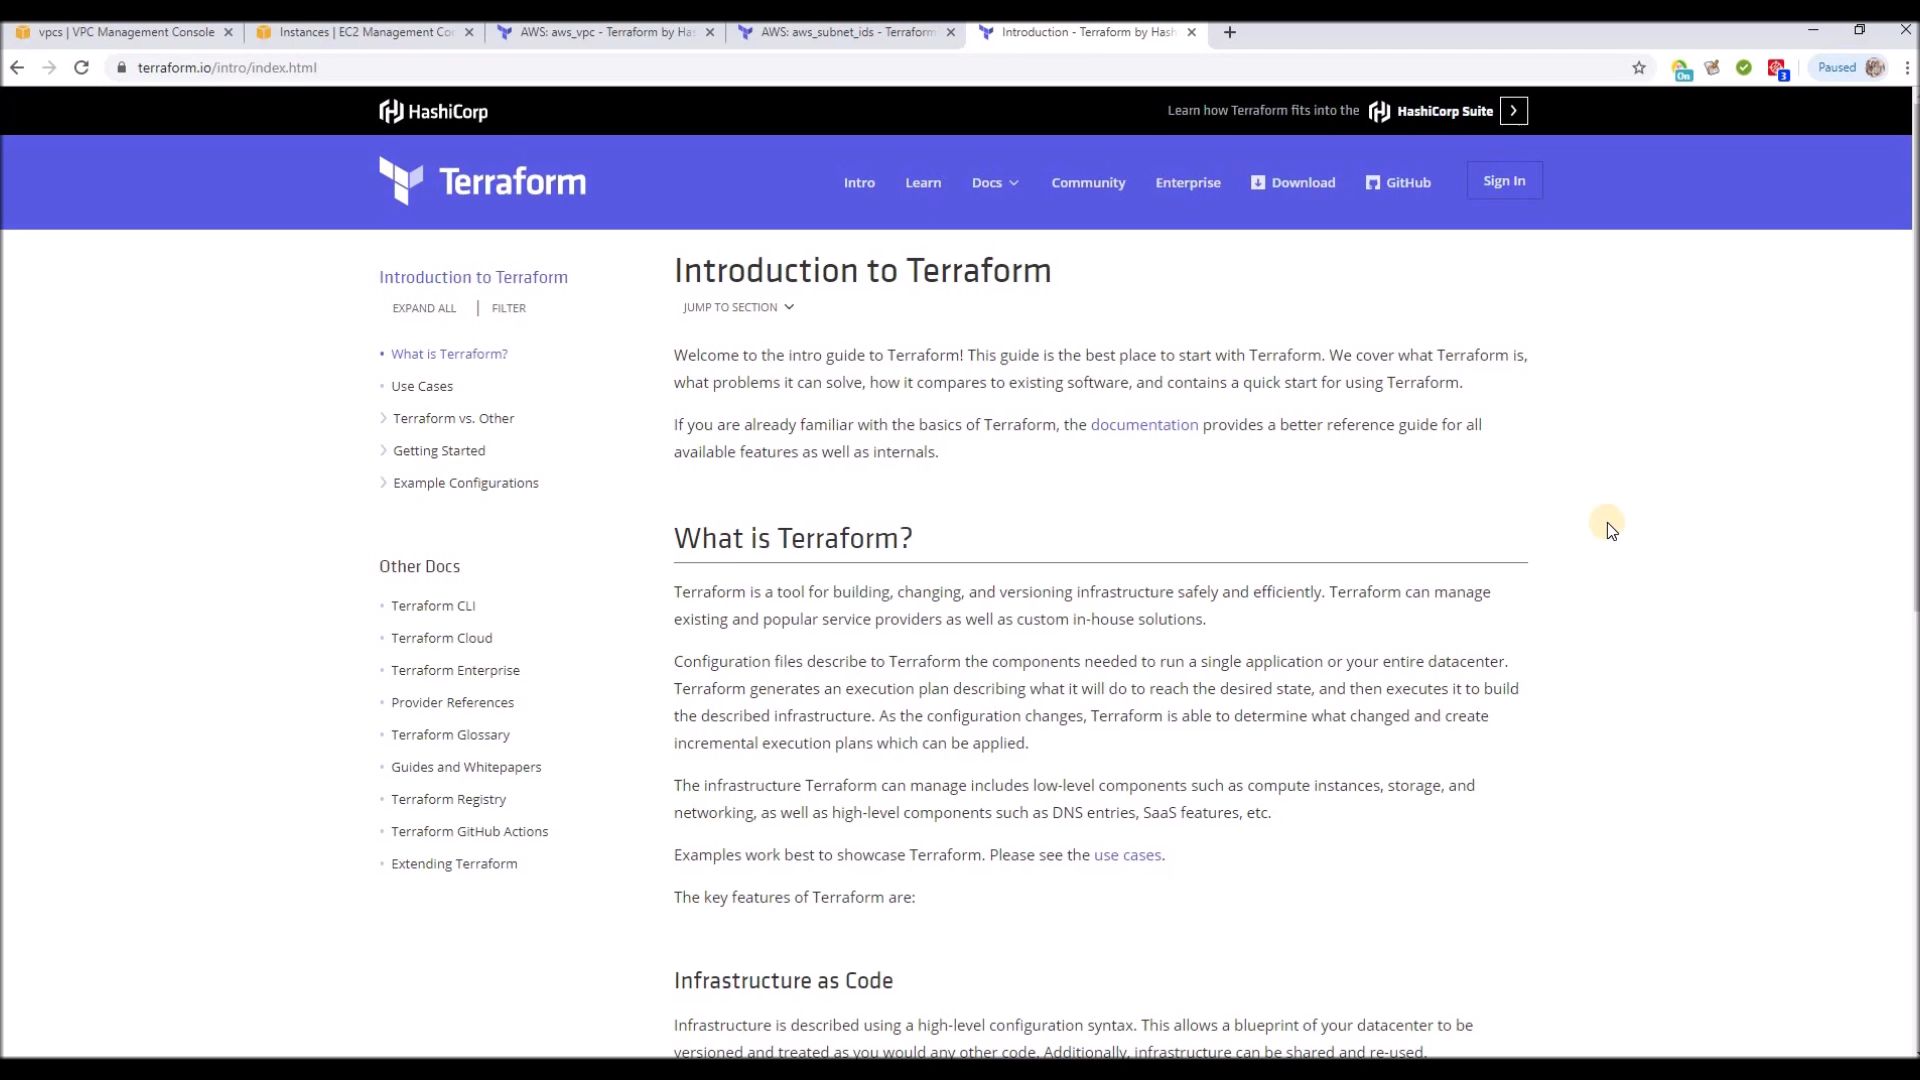 vpcs | VPC Management Console
Instances | EC2 Management Co
AWS: aws_vpc - Terraform by Has
AWS: aws_subnet_ids - Terraform
Introduction - Terraform by Hash
terraform.io/intro/index.html
On
3
Paused
HashiCorp
Learn how Terraform fits into the HashiCorp Suite
Terraform
Intro
Learn
Docs
Community
Enterprise
Download
GitHub
Sign In
Introduction to Terraform
EXPAND ALL | FILTER
What is Terraform?
Use Cases
Terraform vs. Other
Getting Started
Example Configurations
Other Docs
Terraform CLI
Terraform Cloud
Terraform Enterprise
Provider References
Terraform Glossary
Guides and Whitepapers
Terraform Registry
Terraform GitHub Actions
Extending Terraform
Introduction to Terraform
JUMP TO SECTION
Welcome to the intro guide to Terraform! This guide is the best place to start with Terraform. We cover what Terraform is,
what problems it can solve, how it compares to existing software, and contains a quick start for using Terraform.
If you are already familiar with the basics of Terraform, the documentation provides a better reference guide for all
available features as well as internals.
What is Terraform?
Terraform is a tool for building, changing, and versioning infrastructure safely and efficiently. Terraform can manage
existing and popular service providers as well as custom in-house solutions.
Configuration files describe to Terraform the components needed to run a single application or your entire datacenter.
Terraform generates an execution plan describing what it will do to reach the desired state, and then executes it to build
the described infrastructure. As the configuration changes, Terraform is able to determine what changed and create
incremental execution plans which can be applied.
The infrastructure Terraform can manage includes low-level components such as compute instances, storage, and
networking, as well as high-level components such as DNS entries, SaaS features, etc.
Examples work best to showcase Terraform. Please see the use cases.
The key features of Terraform are:
Infrastructure as Code
Infrastructure is described using a high-level configuration syntax. This allows a blueprint of your datacenter to be
versioned and treated as you would any other code. Additionally, infrastructure can be shared and re-used.